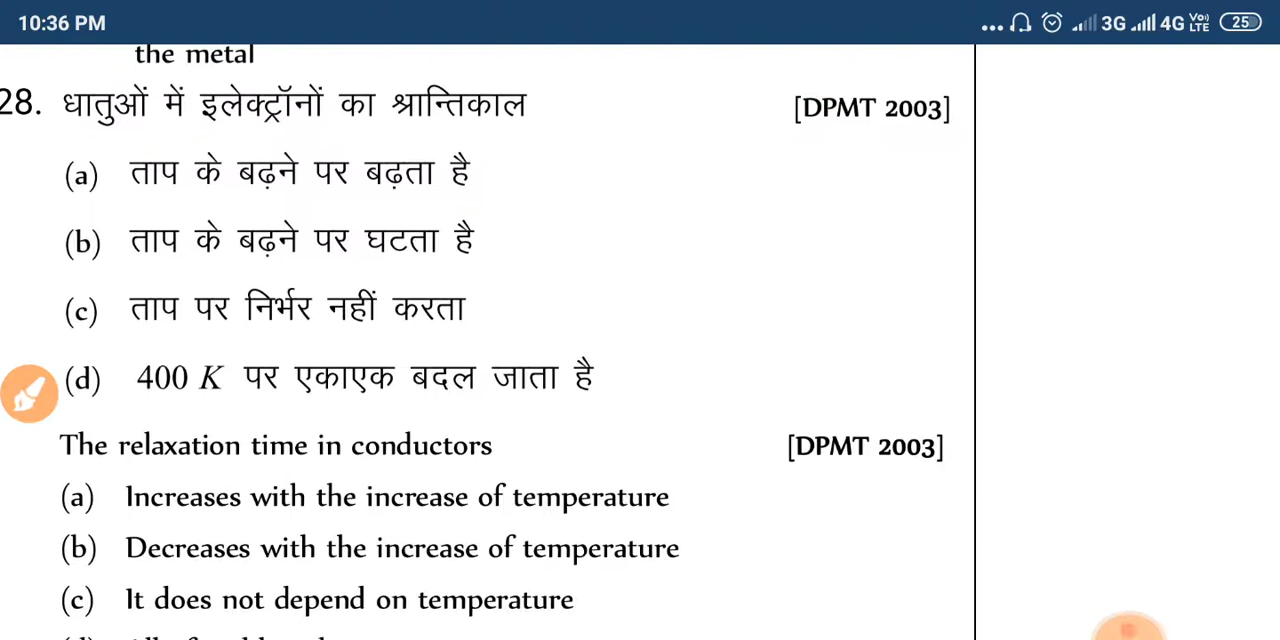 10:36 PM ... 3G 4G Vo)) LTE 25
the metal
28. धातुओं में इलेक्ट्रॉनों का श्रान्तिकाल [DPMT 2003]
(a) ताप के बढ़ने पर बढ़ता है
(b) ताप के बढ़ने पर घटता है
(c) ताप पर निर्भर नहीं करता
(d) 400 K पर एकाएक बदल जाता है
The relaxation time in conductors [DPMT 2003]
(a) Increases with the increase of temperature
(b) Decreases with the increase of temperature
(c) It does not depend on temperature